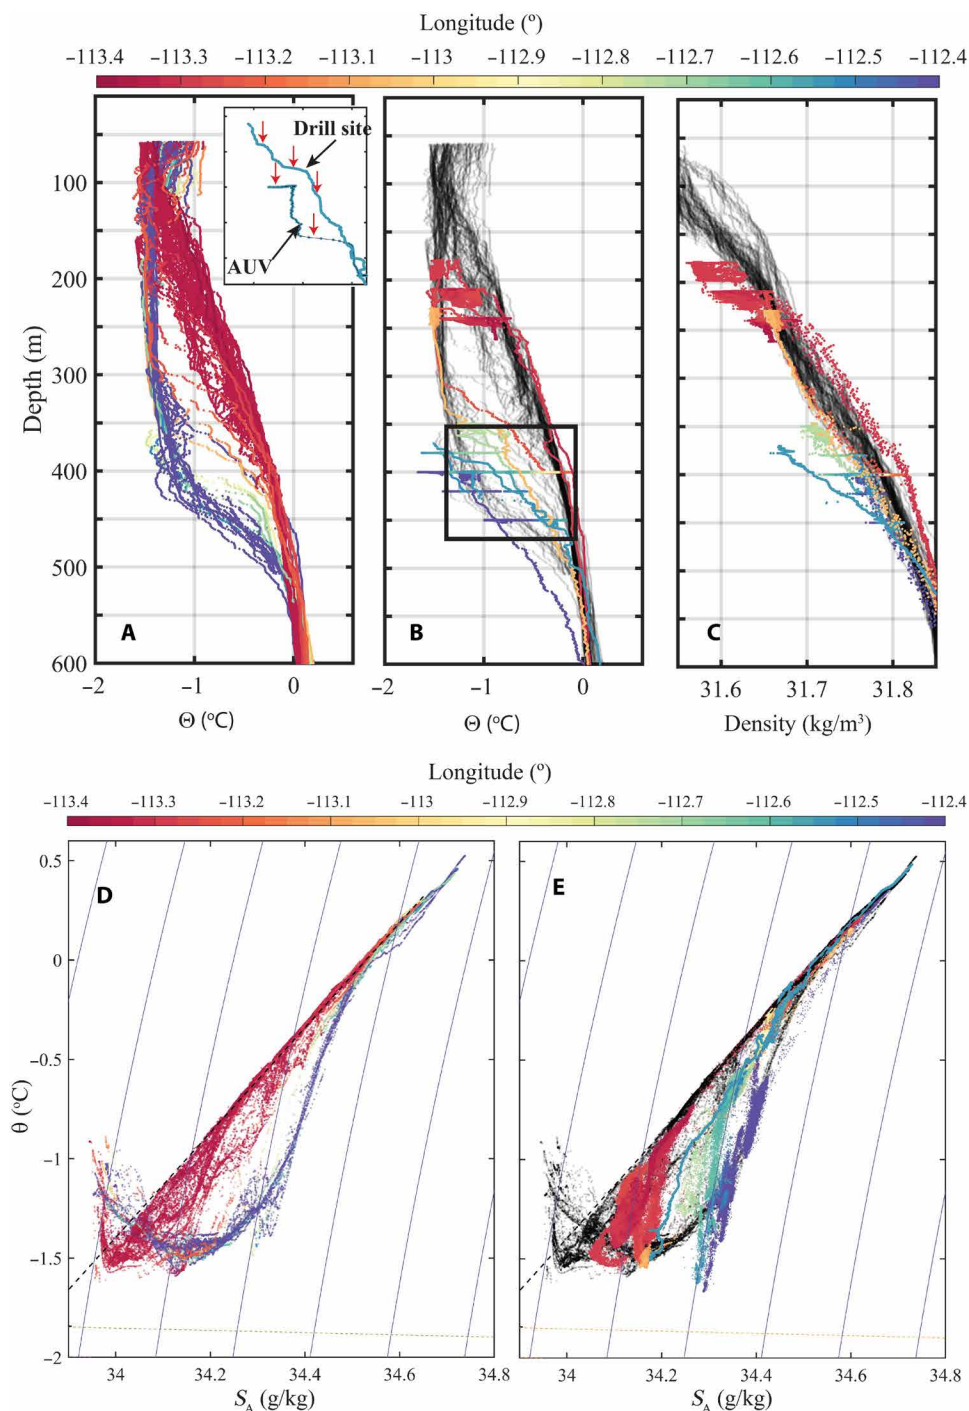 Longitude (º)
−113.4 −113.3 −113.2 −113.1 −113 −112.9 −112.8 −112.7 −112.6 −112.5 −112.4
Depth (m)
100
200
300
400
500
600
Drill site
AUV
A
B
C
−2 −1 0
Θ (ºC)
−2 −1 0
Θ (ºC)
31.6 31.7 31.8
Density (kg/m³)
Longitude (º)
−113.4 −113.3 −113.2 −113.1 −113 −112.9 −112.8 −112.7 −112.6 −112.5 −112.4
θ (ºC)
0.5
0
−0.5
−1
−1.5
−2
D
E
34 34.2 34.4 34.6 34.8
S_A (g/kg)
34 34.2 34.4 34.6 34.8
S_A (g/kg)